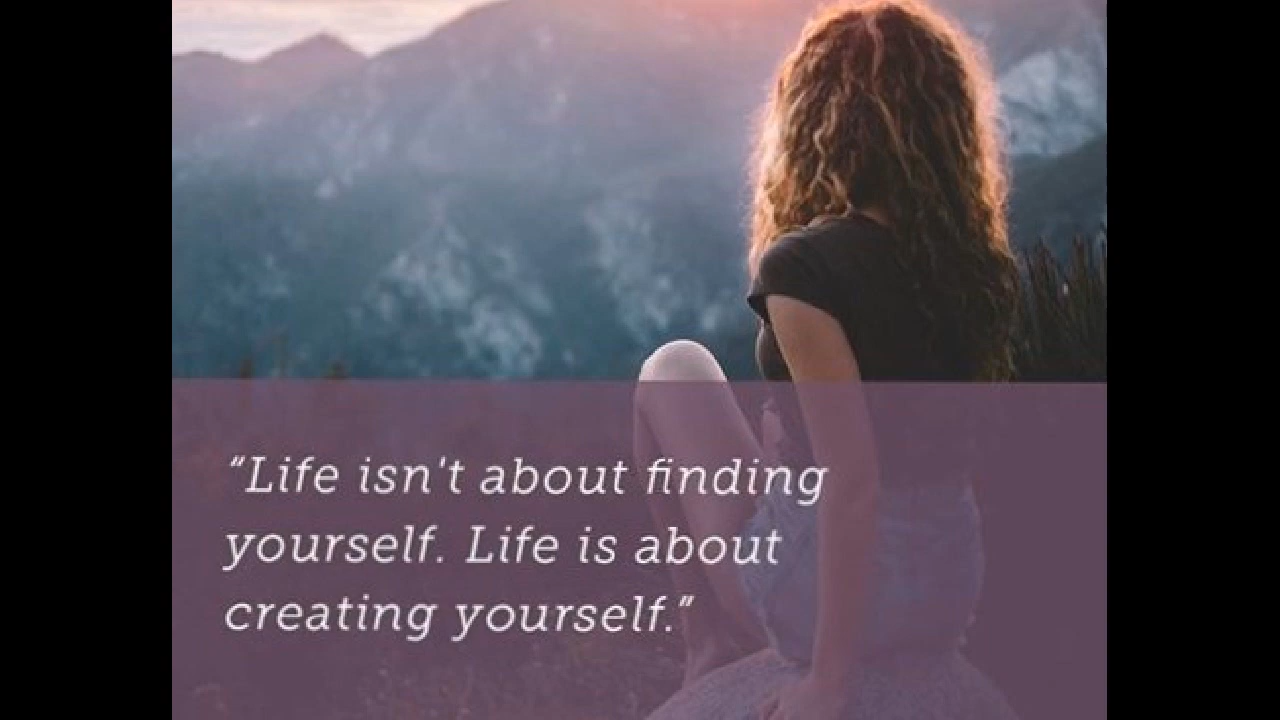 “Life isn't about finding
yourself. Life is about
creating yourself.”